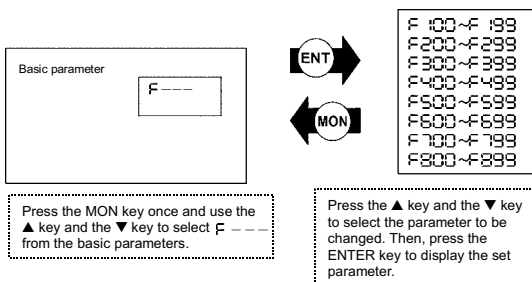 Basic parameter
F---
ENT
MON
F100~F199
F200~F299
F300~F399
F400~F499
F500~F599
F600~F699
F700~F799
F800~F899
Press the MON key once and use the
▲ key and the ▼ key to select F ---
from the basic parameters.
Press the ▲ key and the ▼ key
to select the parameter to be
changed. Then, press the
ENTER key to display the set
parameter.